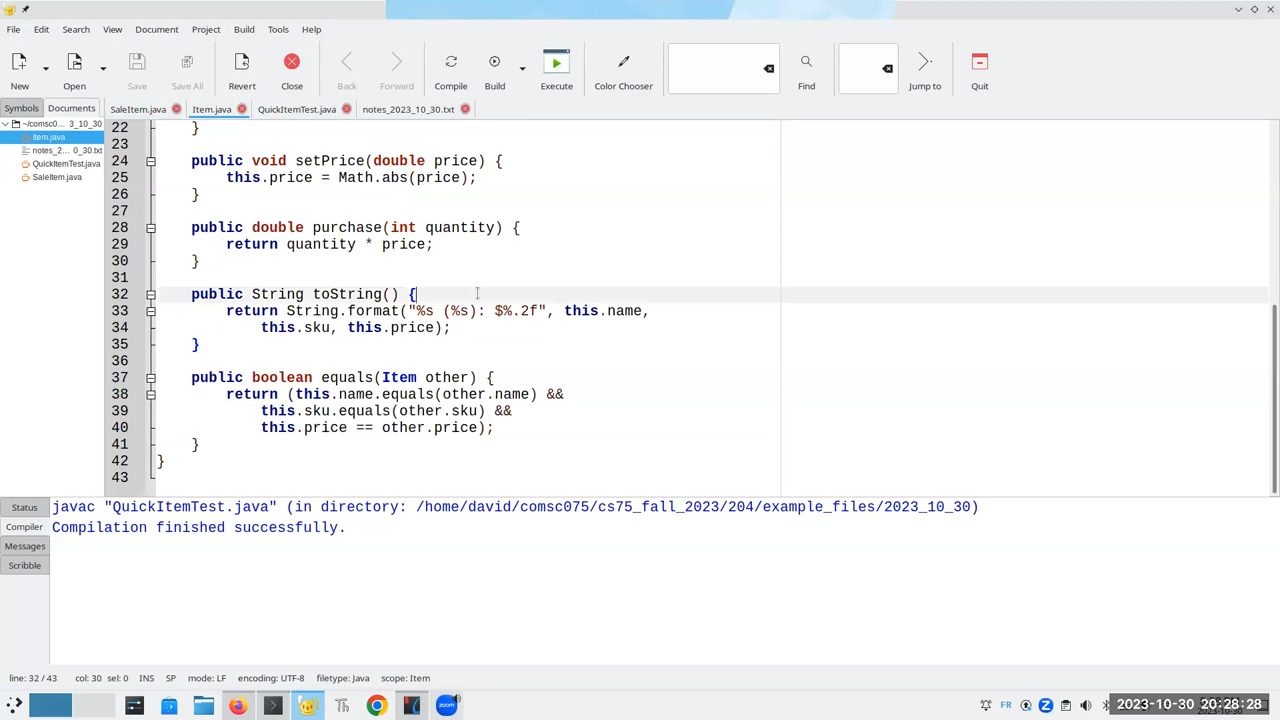 File Edit Search View Document Project Build Tools Help
New Open Save Save All Revert Close Back Forward Compile Build Execute Color Chooser Find Jump to Quit
Symbols Documents SaleItem.java Item.java QuickItemTest.java notes_2023_10_30.txt
~/comsc0... 3_10_30
Item.java
notes_2... 0_30.txt
QuickItemTest.java
SaleItem.java
22 }
23
24 public void setPrice(double price) {
25 this.price = Math.abs(price);
26 }
27
28 public double purchase(int quantity) {
29 return quantity * price;
30 }
31
32 public String toString() {
33 return String.format("%s (%s): $%.2f", this.name,
34 this.sku, this.price);
35 }
36
37 public boolean equals(Item other) {
38 return (this.name.equals(other.name) &&
39 this.sku.equals(other.sku) &&
40 this.price == other.price);
41 }
42 }
43
Status
Compiler
Messages
Scribble
javac "QuickItemTest.java" (in directory: /home/david/comsc075/cs75_fall_2023/204/example_files/2023_10_30)
Compilation finished successfully.
line: 32 / 43 col: 30 sel: 0 INS SP mode: LF encoding: UTF-8 filetype: Java scope: Item
Th zoom FR Z 2023-10-30 20:28:28